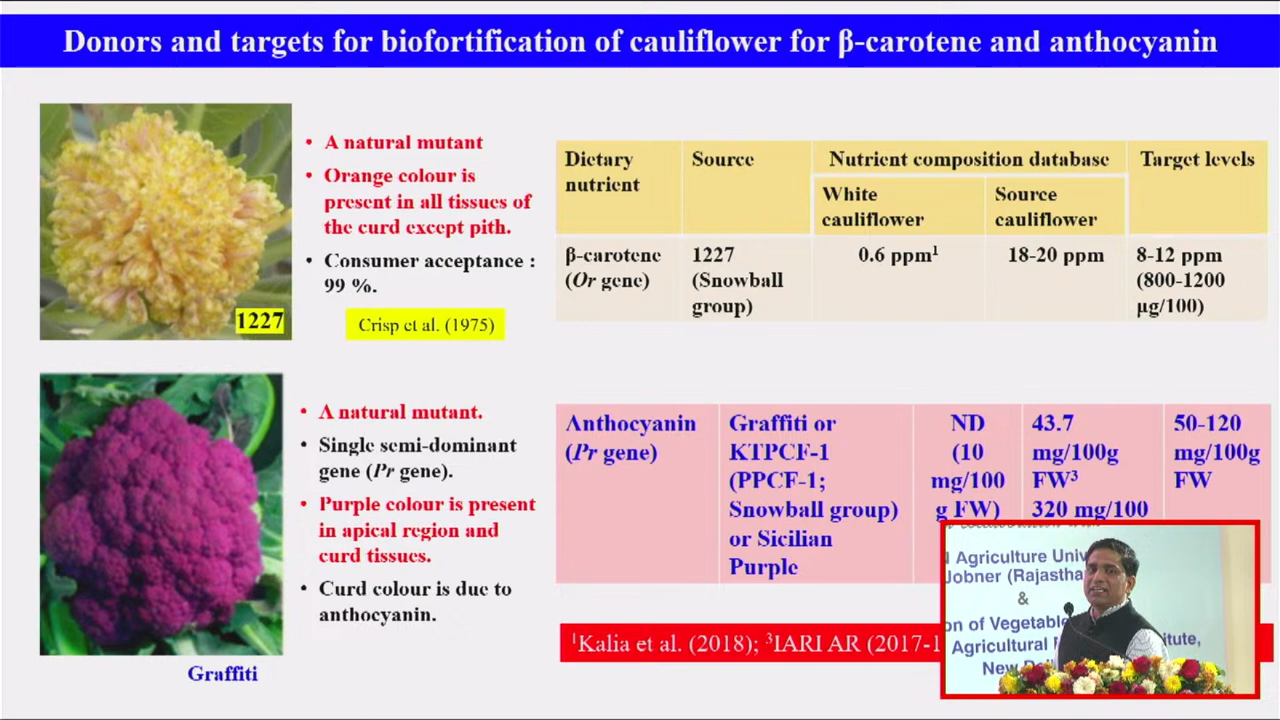 Donors and targets for biofortification of cauliflower for β-carotene and anthocyanin
1227
• A natural mutant
• Orange colour is
present in all tissues of
the curd except pith.
• Consumer acceptance :
99 %.
Crisp et al. (1975)
Dietary
nutrient
Source
Nutrient composition database
White
cauliflower
Source
cauliflower
Target levels
β-carotene
(Or gene)
1227
(Snowball
group)
0.6 ppm¹
18-20 ppm
8-12 ppm
(800-1200
µg/100)
Graffiti
• A natural mutant.
• Single semi-dominant
gene (Pr gene).
• Purple colour is present
in apical region and
curd tissues.
• Curd colour is due to
anthocyanin.
Anthocyanin
(Pr gene)
Graffiti or
KTPCF-1
(PPCF-1;
Snowball group)
or Sicilian
Purple
ND
(10
mg/100
g FW)
43.7
mg/100g
FW³
320 mg/100
50-120
mg/100g
FW
¹Kalia et al. (2018); ³IARI AR (2017-1
Agriculture Univ
Jobner (Rajastha
&
on of Vegetable
Agricultural
itute,
New